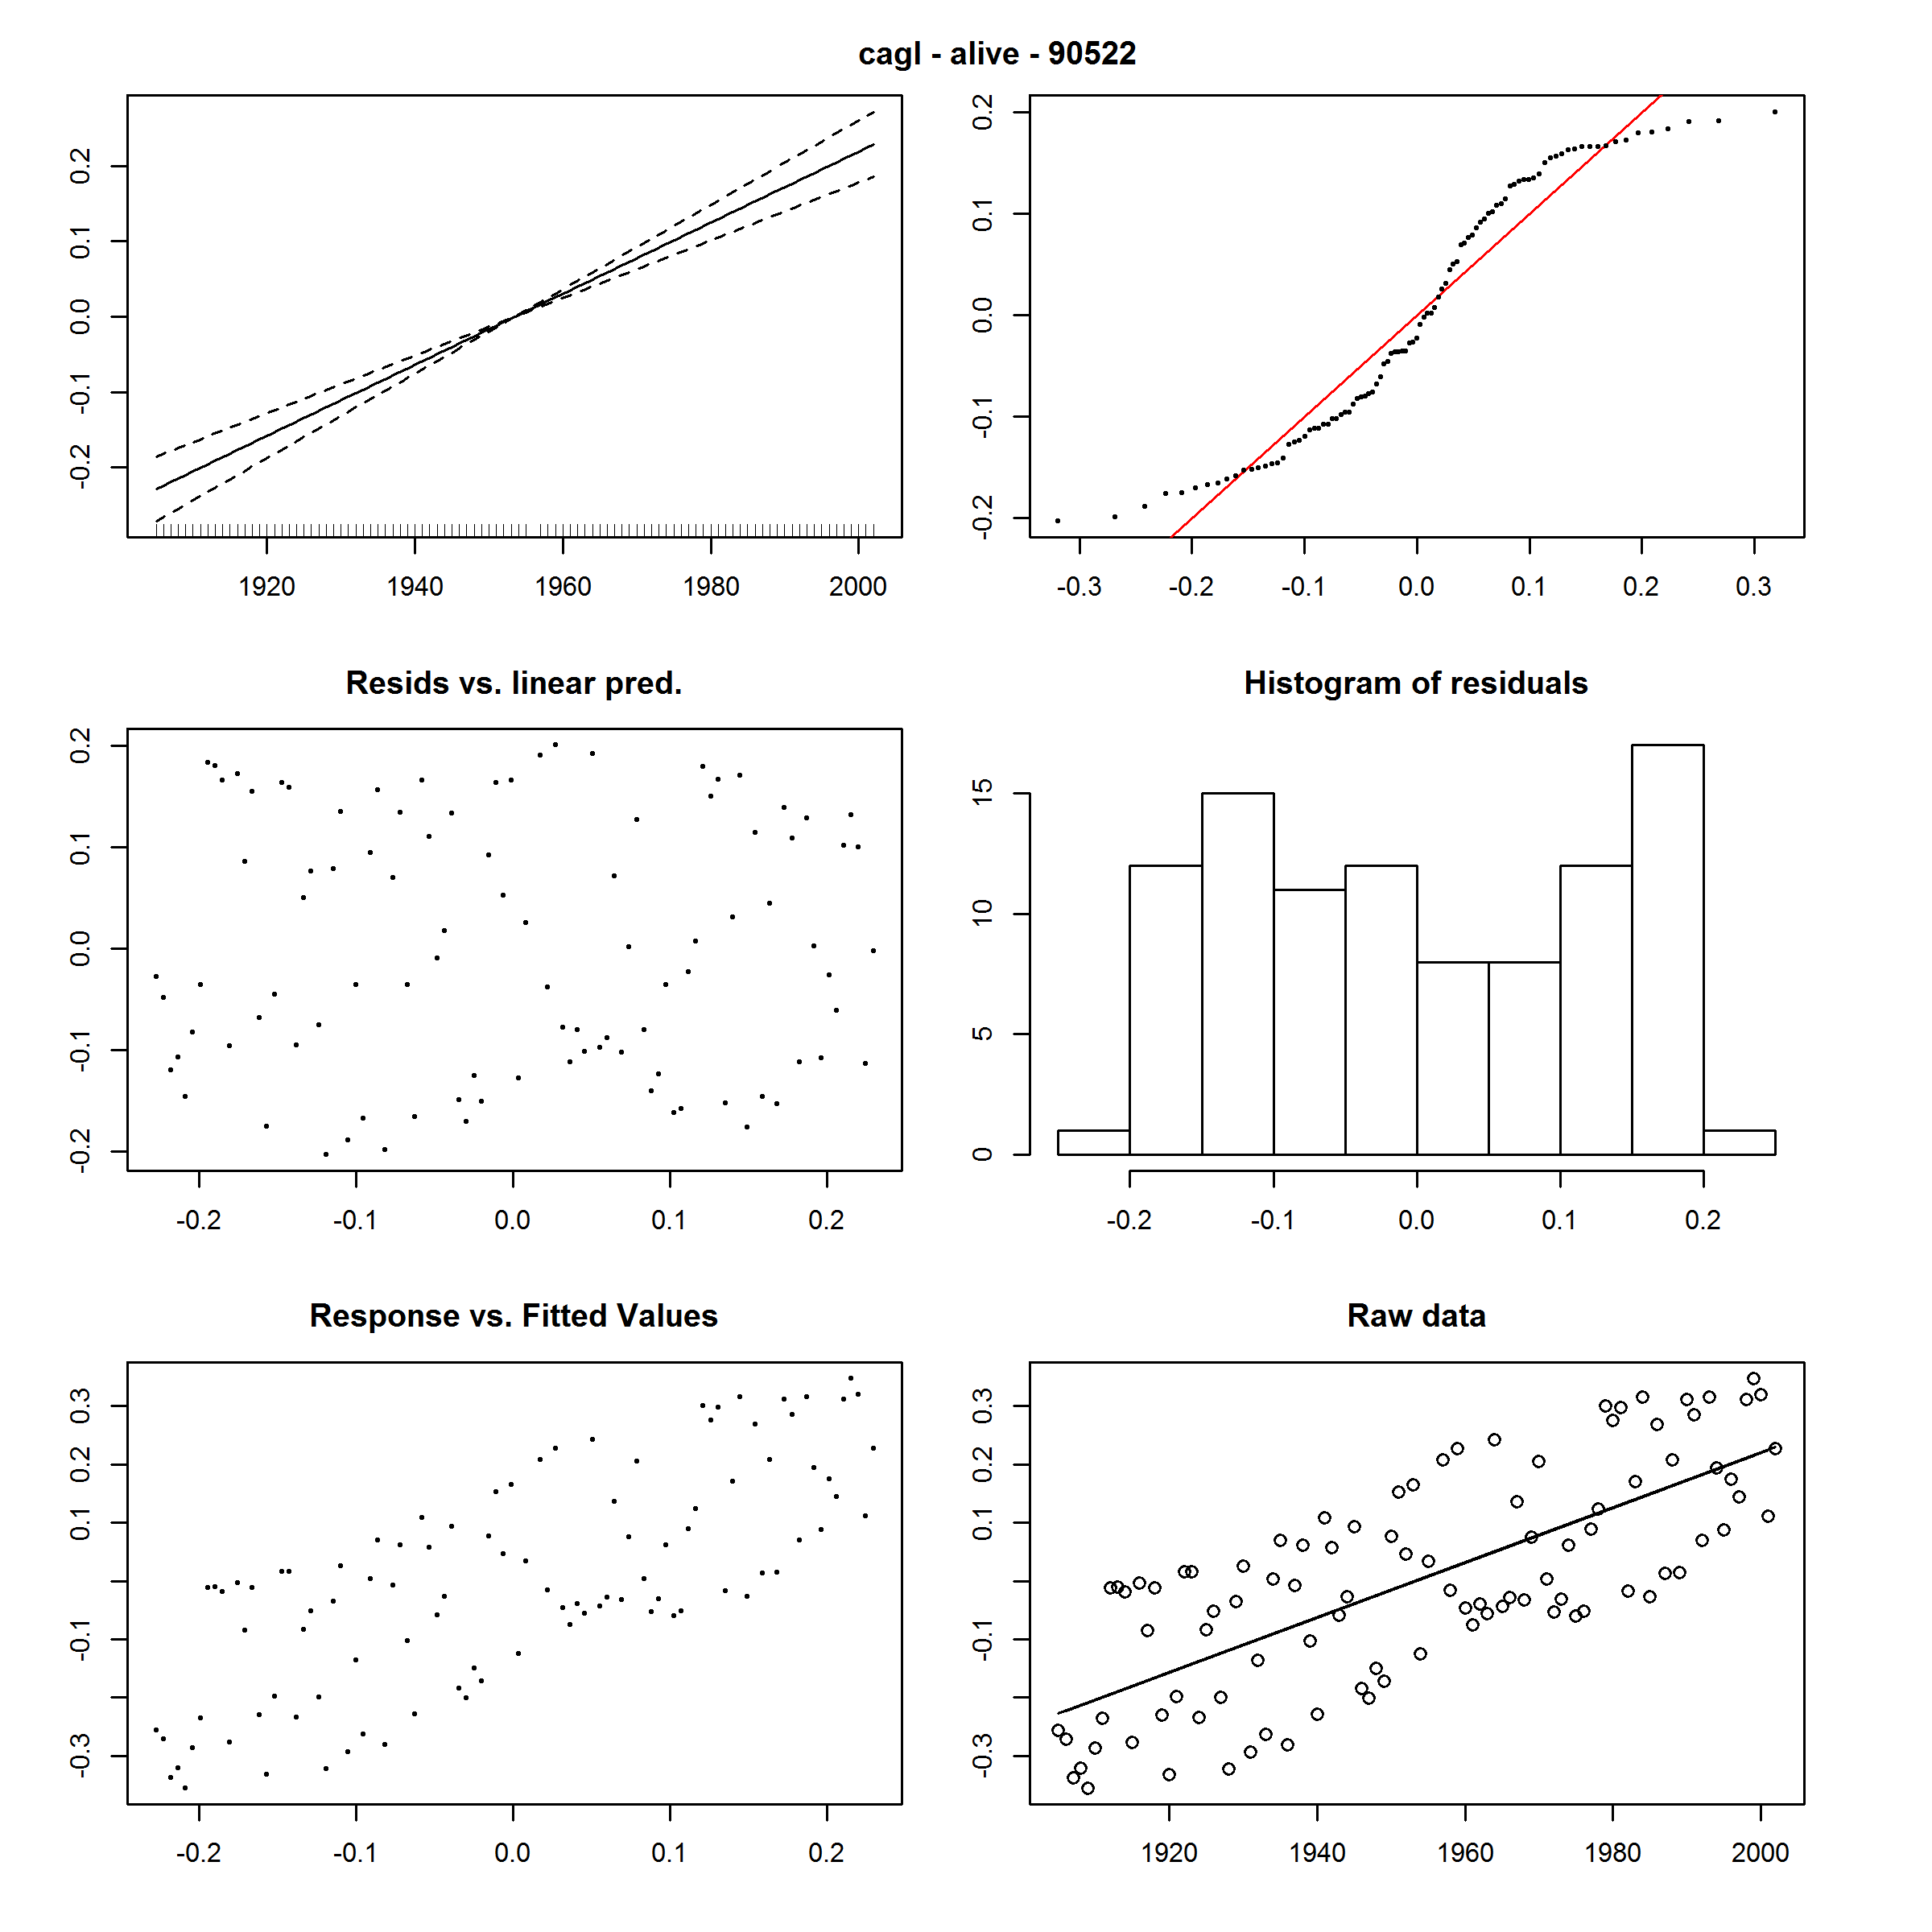 cagl - alive - 90522
0.2
0.1
0.0
-0.1
-0.2
1920 1940 1960 1980 2000
0.2
0.1
0.0
-0.1
-0.2
-0.3 -0.2 -0.1 0.0 0.1 0.2 0.3
Resids vs. linear pred.
0.2
0.1
0.0
-0.1
-0.2
-0.2 -0.1 0.0 0.1 0.2
Histogram of residuals
15
10
5
0
-0.2 -0.1 0.0 0.1 0.2
Response vs. Fitted Values
0.3
0.2
0.1
-0.1
-0.3
-0.2 -0.1 0.0 0.1 0.2
Raw data
0.3
0.2
0.1
-0.1
-0.3
1920 1940 1960 1980 2000